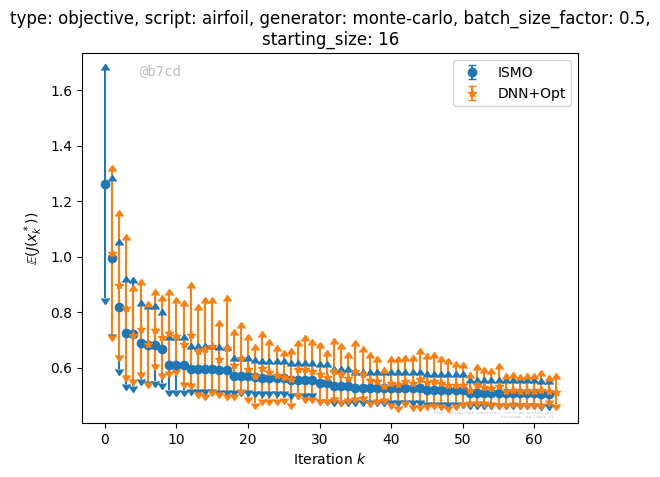 type: objective, script: airfoil, generator: monte-carlo, batch_size_factor: 0.5,
starting_size: 16
@b7cd
ISMO
DNN+Opt
𝔼(J(x*k))
1.6
1.4
1.2
1.0
0.8
0.6
0 10 20 30 40 50 60
Iteration k